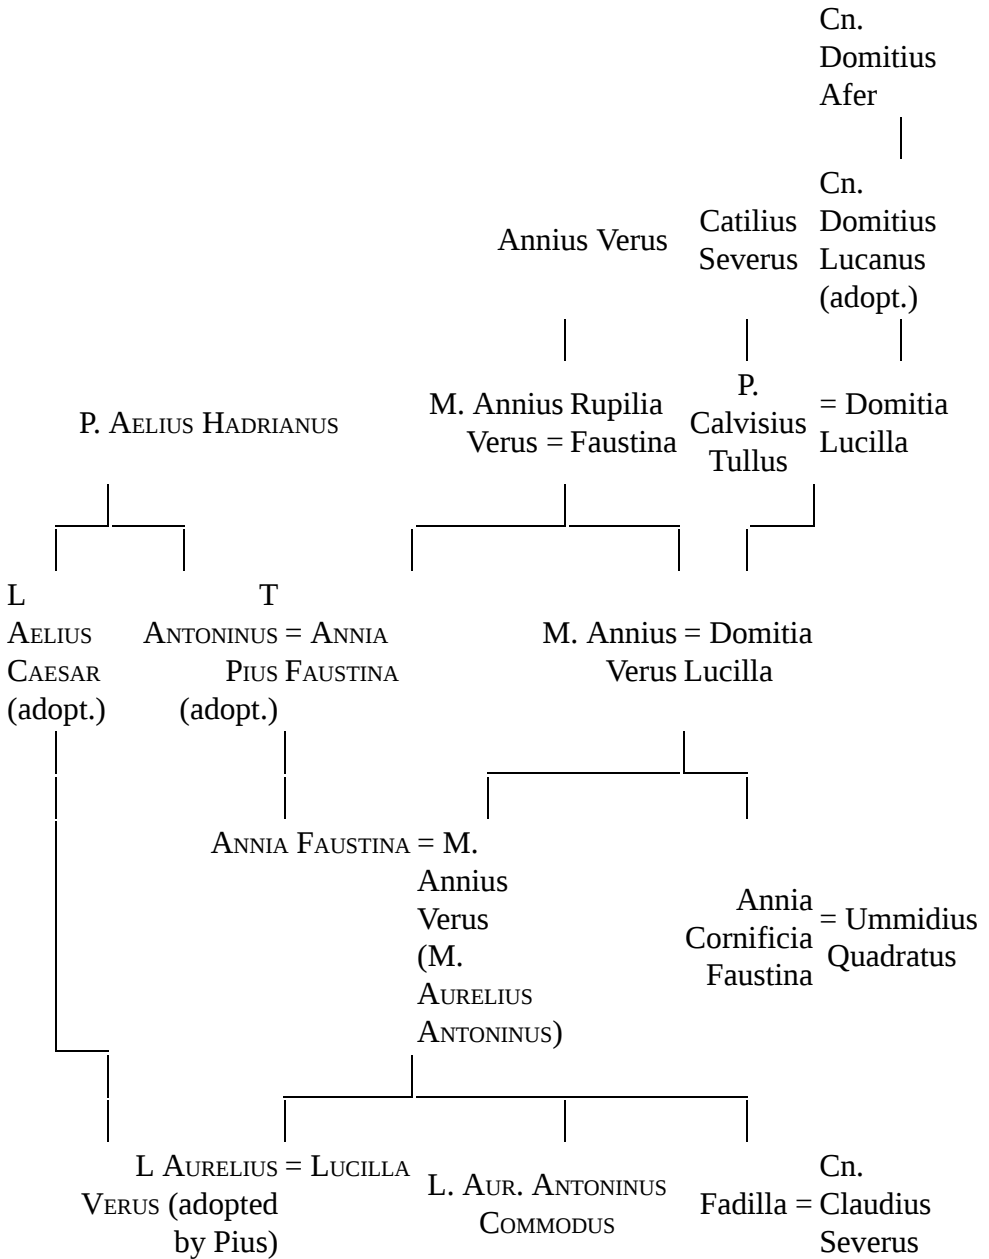 Cn.
Domitius
Afer
Annius Verus
Catilius
Severus
Cn.
Domitius
Lucanus
(adopt.)
P. AELIUS HADRIANUS
M. Annius
Verus =
Rupilia
Faustina
P.
Calvisius
Tullus
= Domitia
Lucilla
L
AELIUS
CAESAR
(adopt.)
T
ANTONINUS
PIUS
(adopt.)
= ANNIA
FAUSTINA
M. Annius
Verus
= Domitia
Lucilla
ANNIA FAUSTINA
= M.
Annius
Verus
(M.
AURELIUS
ANTONINUS)
Annia
Cornificia
Faustina
= Ummidius
Quadratus
L AURELIUS
VERUS (adopted
by Pius)
= LUCILLA
L. AUR. ANTONINUS
COMMODUS
Fadilla =
Cn.
Claudius
Severus